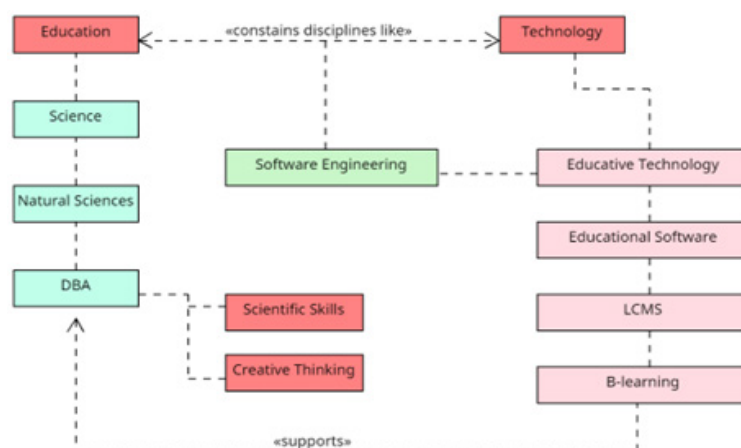 Education
«constains disciplines like»
Technology
Science
Software Engineering
Educative Technology
Natural Sciences
Educational Software
DBA
Scientific Skills
LCMS
Creative Thinking
B-learning
«supports»